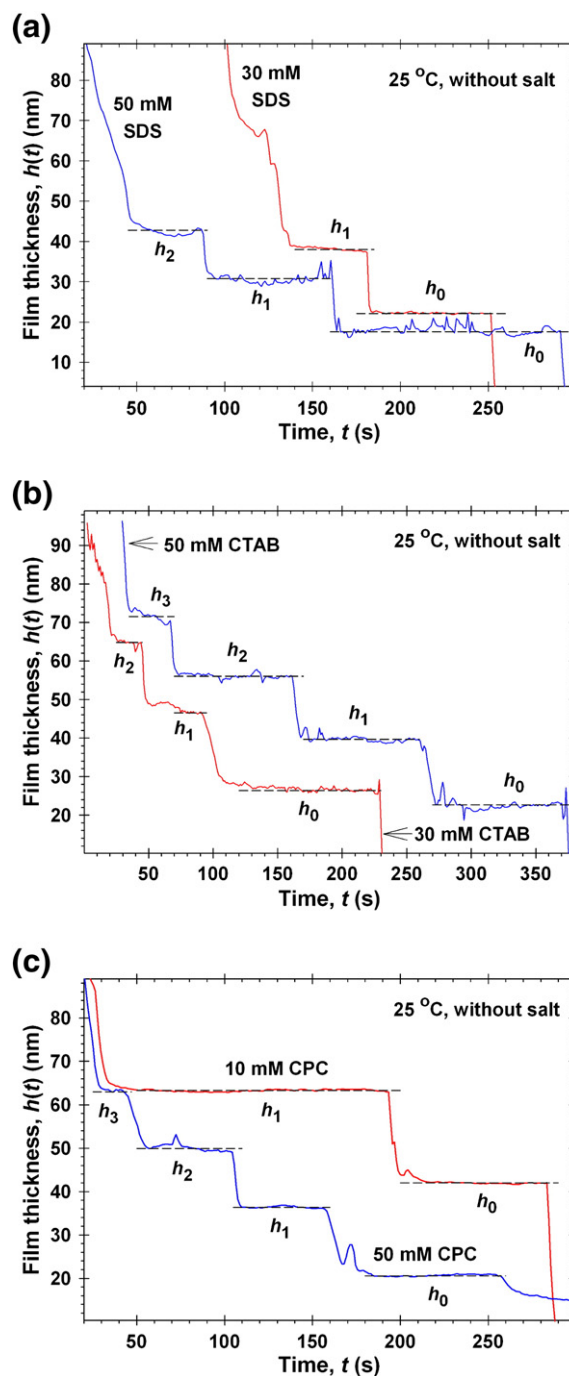 (a)
Film thickness, h(t) (nm)
80
70
60
50
40
30
20
10
50 mM
SDS
30 mM
SDS
25 °C, without salt
h2
h1
h0
h1
h0
50 100 150 200 250
Time, t (s)
(b)
Film thickness, h(t) (nm)
90
80
70
60
50
40
30
20
25 °C, without salt
50 mM CTAB
h3
h2
h2
h1
h1
h0
h0
30 mM CTAB
50 100 150 200 250 300 350
Time, t (s)
(c)
Film thickness, h(t) (nm)
80
70
60
50
40
30
20
25 °C, without salt
10 mM CPC
h1
h3
h2
h0
h1
50 mM CPC
h0
50 100 150 200 250
Time, t (s)